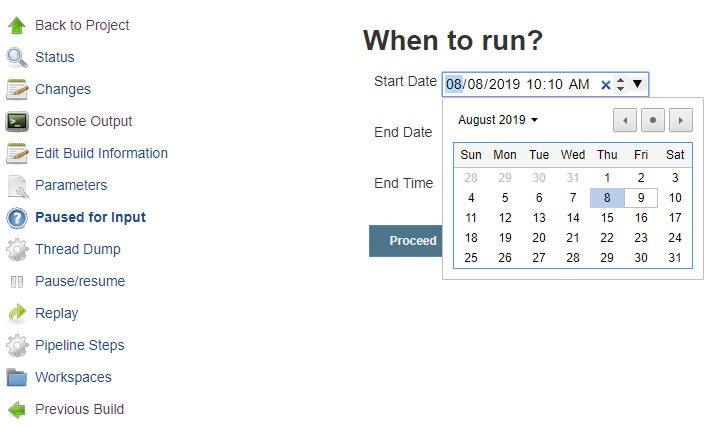 Back to Project
Status
Changes
Console Output
Edit Build Information
Parameters
Paused for Input
Thread Dump
Pause/resume
Replay
Pipeline Steps
Workspaces
Previous Build
When to run?
Start Date 08/08/2019 10:10 AM
August 2019
Sun Mon Tue Wed Thu Fri Sat
28 29 30 31 1 2 3
4 5 6 7 8 9 10
11 12 13 14 15 16 17
18 19 20 21 22 23 24
25 26 27 28 29 30 31
End Date
End Time
Proceed